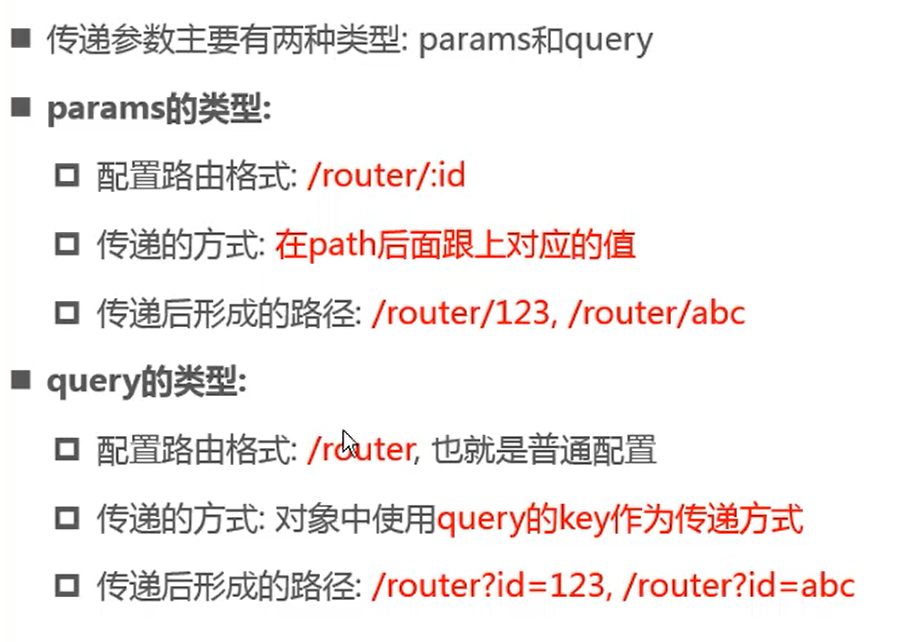 传递参数主要有两种类型: params和query
params的类型:
配置路由格式: /router/:id
传递的方式: 在path后面跟上对应的值
传递后形成的路径: /router/123, /router/abc
query的类型:
配置路由格式: /router, 也就是普通配置
传递的方式: 对象中使用query的key作为传递方式
传递后形成的路径: /router?id=123, /router?id=abc